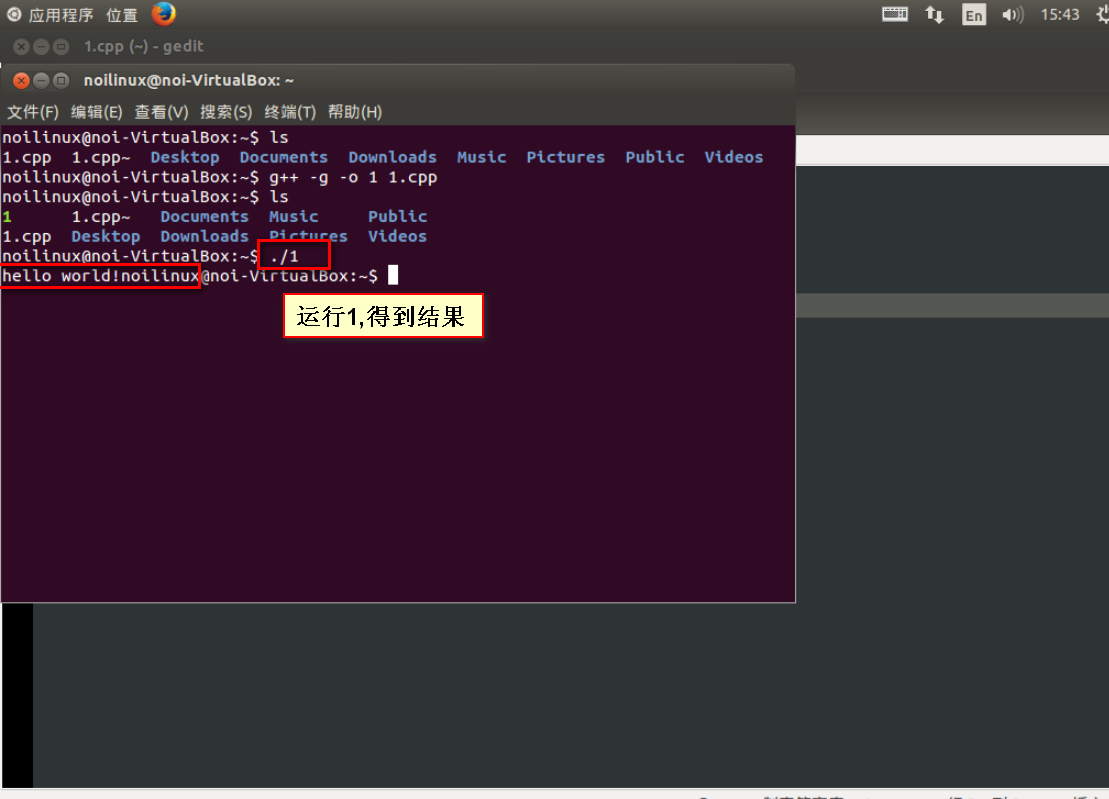 应用程序 位置 En 15:43
1.cpp (~) - gedit
noilinux@noi-VirtualBox: ~
文件(F) 编辑(E) 查看(V) 搜索(S) 终端(T) 帮助(H)
noilinux@noi-VirtualBox:~$ ls
1.cpp 1.cpp~ Desktop Documents Downloads Music Pictures Public Videos
noilinux@noi-VirtualBox:~$ g++ -g -o 1 1.cpp
noilinux@noi-VirtualBox:~$ ls
1 1.cpp~ Documents Music Public
1.cpp Desktop Downloads Pictures Videos
noilinux@noi-VirtualBox:~$ ./1
hello world!noilinux@noi-VirtualBox:~$
运行1,得到结果